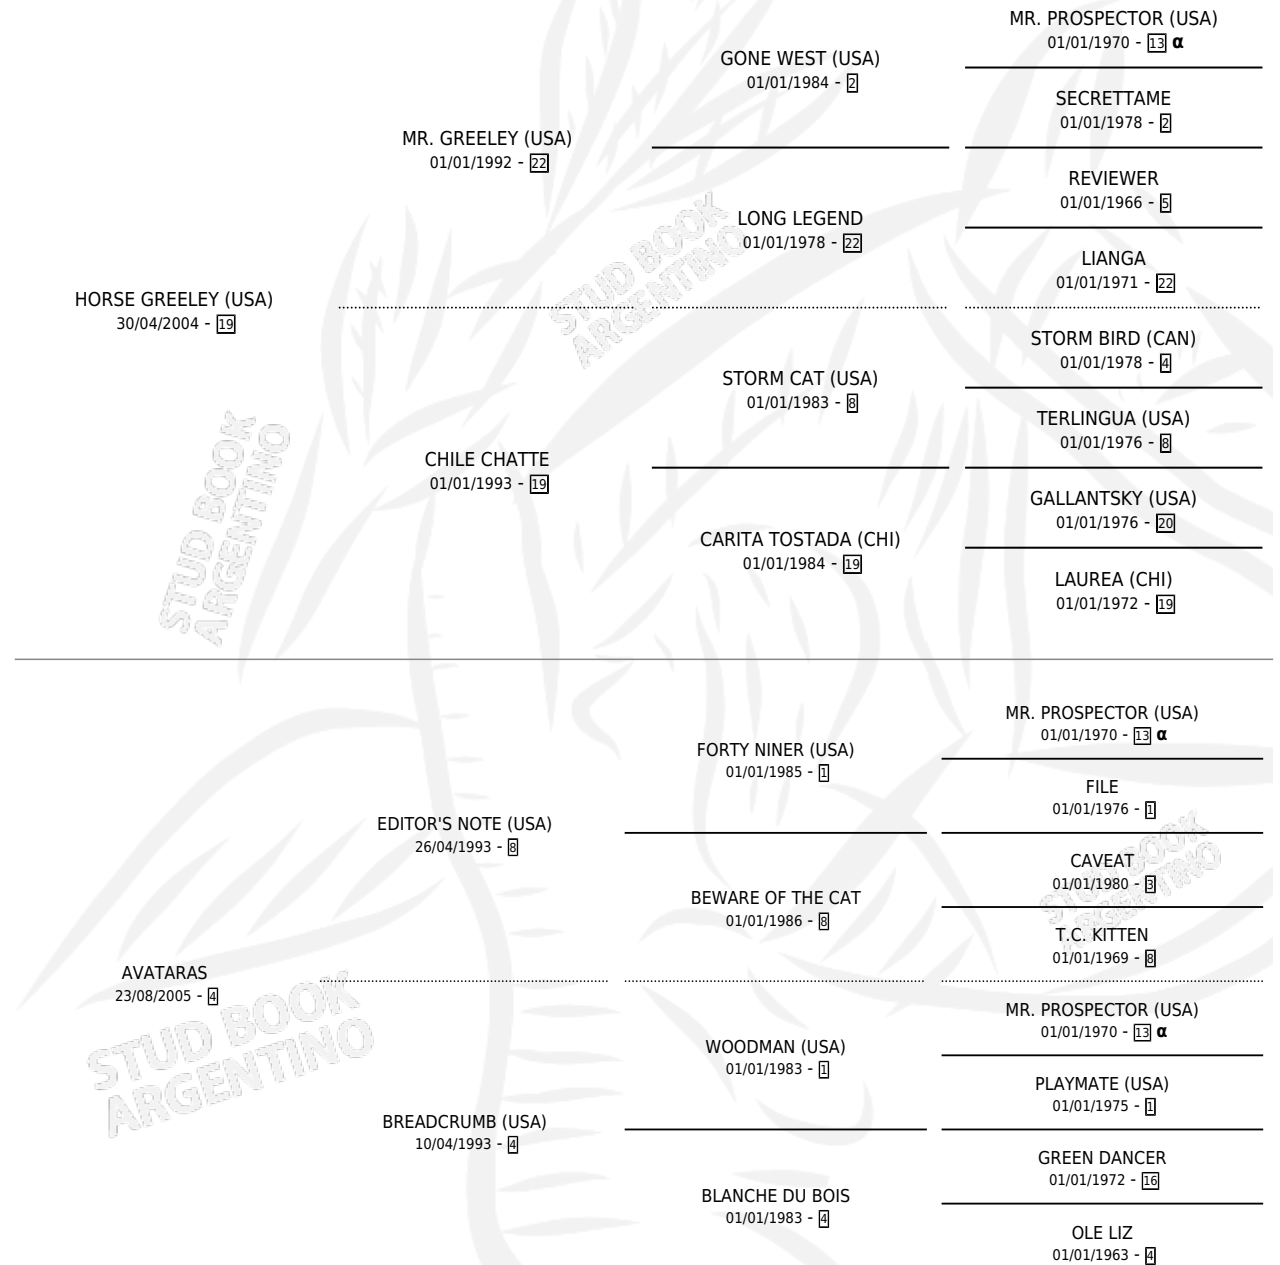 MR. PROSPECTOR (USA)
01/01/1970 - 13 α
GONE WEST (USA)
01/01/1984 - 2
SECRETTAME
01/01/1978 - 2
MR. GREELEY (USA)
01/01/1992 - 22
REVIEWER
01/01/1966 - 5
LONG LEGEND
01/01/1978 - 22
LIANGA
01/01/1971 - 22
HORSE GREELEY (USA)
30/04/2004 - 19
STORM BIRD (CAN)
01/01/1978 - 4
STORM CAT (USA)
01/01/1983 - 8
TERLINGUA (USA)
01/01/1976 - 8
CHILE CHATTE
01/01/1993 - 19
GALLANTSKY (USA)
01/01/1976 - 20
CARITA TOSTADA (CHI)
01/01/1984 - 19
LAUREA (CHI)
01/01/1972 - 19
MR. PROSPECTOR (USA)
01/01/1970 - 13 α
FORTY NINER (USA)
01/01/1985 - 1
FILE
01/01/1976 - 1
EDITOR'S NOTE (USA)
26/04/1993 - 8
CAVEAT
01/01/1980 - 3
BEWARE OF THE CAT
01/01/1986 - 8
T.C. KITTEN
01/01/1969 - 8
AVATARAS
23/08/2005 - 4
MR. PROSPECTOR (USA)
01/01/1970 - 13 α
WOODMAN (USA)
01/01/1983 - 1
PLAYMATE (USA)
01/01/1975 - 1
BREADCRUMB (USA)
10/04/1993 - 4
GREEN DANCER
01/01/1972 - 16
BLANCHE DU BOIS
01/01/1983 - 4
OLE LIZ
01/01/1963 - 4
STUD BOOK
ARGENTINO
STUD BOOK
ARGENTINO
STUD BOOK
ARGENTINO
STUD BOOK
ARGENTINO